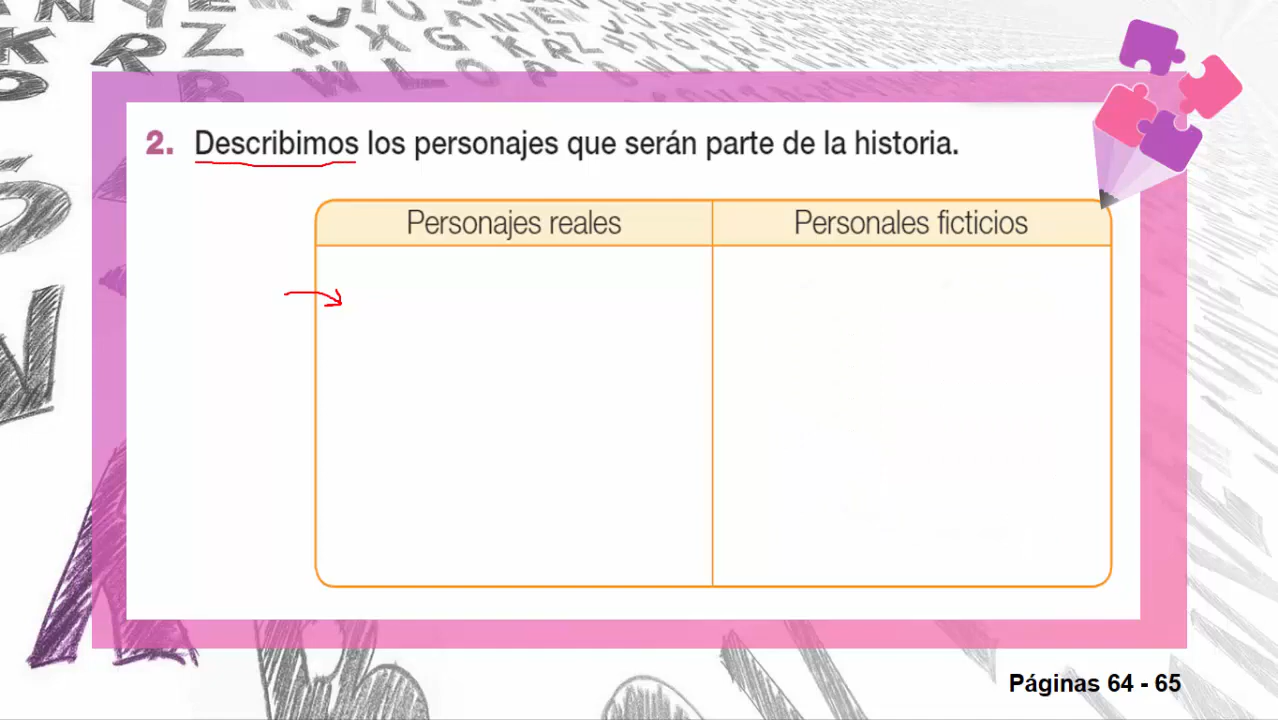 2. Describimos los personajes que serán parte de la historia.
Personajes reales
Personales ficticios
Páginas 64 - 65